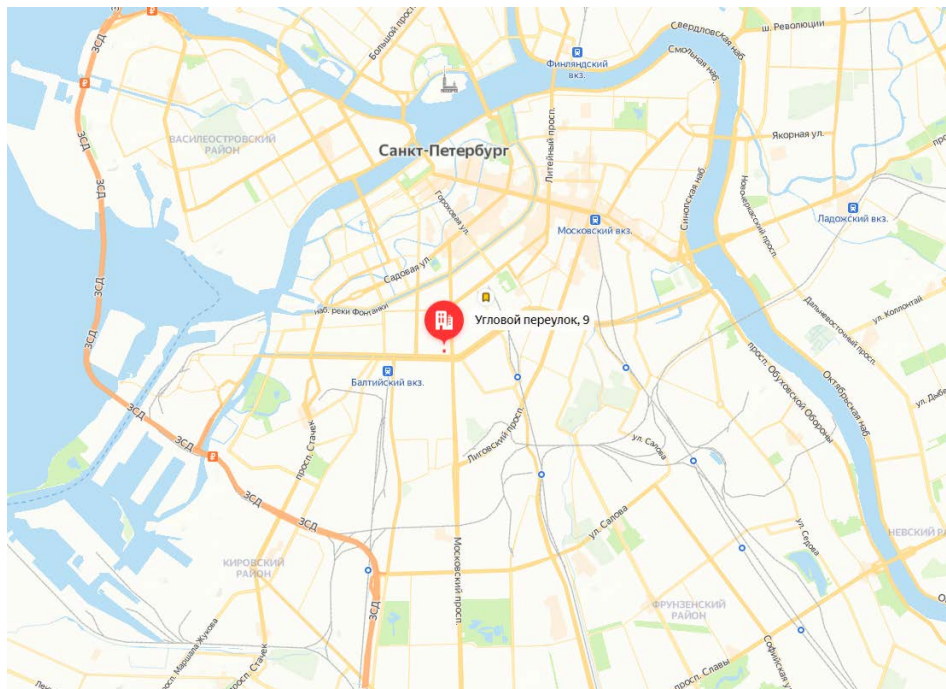 Свердловская наб.
ш. Революции
ЗСД
Большой просп.
Финляндский
вкз.
Смольная наб.
ЗСД
Литейный просп.
Якорная ул.
ВАСИЛЕОСТРОВСКИЙ
РАЙОН
Санкт-Петербург
Гороховая ул.
Синопская наб.
Новочеркасский просп.
Московский вкз.
Ладожский вкз.
Садовая ул.
ЗСД
наб. реки Фонтанки
Угловой переулок, 9
ул. Коллонтай
Дальневосточный просп.
ЗСД
Балтийский вкз.
просп. Обуховской Обороны
Октябрьская наб.
ЗСД
просп. Стачек
Лиговский просп.
ул. Салова
ЗСД
ЗСД
ЗСД
ул. Салова
ул. Седова
НЕВСКИЙ
КИРОВСКИЙ
РАЙОН
Московский просп.
ФРУНЗЕНСКИЙ
РАЙОН
ЗСД
просп. Маршала Жукова
просп. Стачек
просп. Славы
Софийская